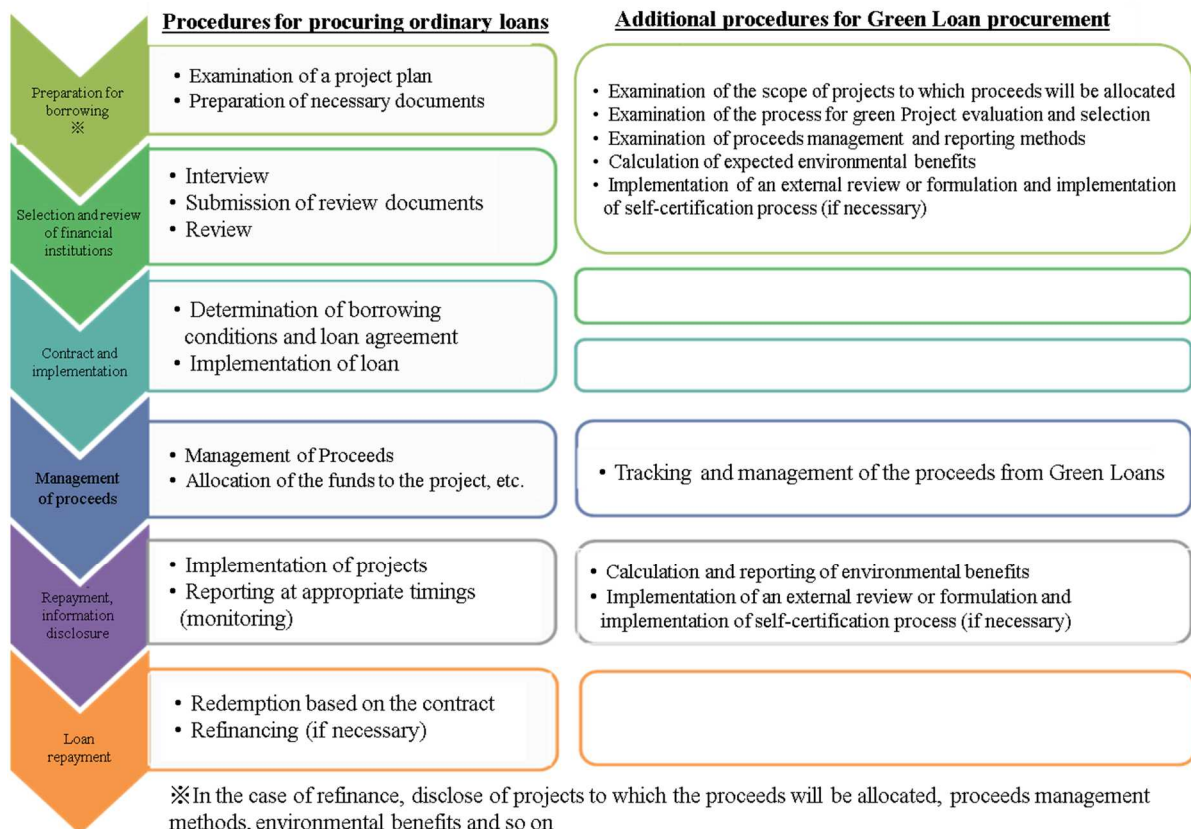 Procedures for procuring ordinary loans
Additional procedures for Green Loan procurement
Preparation for
borrowing
※
• Examination of a project plan
• Preparation of necessary documents
• Examination of the scope of projects to which proceeds will be allocated
• Examination of the process for green Project evaluation and selection
• Examination of proceeds management and reporting methods
• Calculation of expected environmental benefits
• Implementation of an external review or formulation and implementation
of self-certification process (if necessary)
Selection and review
of financial
institutions
• Interview
• Submission of review documents
• Review
Contract and
implementation
• Determination of borrowing
conditions and loan agreement
• Implementation of loan
Management
of proceeds
• Management of Proceeds
• Allocation of the funds to the project, etc.
• Tracking and management of the proceeds from Green Loans
Repayment,
information
disclosure
• Implementation of projects
• Reporting at appropriate timings
(monitoring)
• Calculation and reporting of environmental benefits
• Implementation of an external review or formulation and
implementation of self-certification process (if necessary)
Loan
repayment
• Redemption based on the contract
• Refinancing (if necessary)
※In the case of refinance, disclose of projects to which the proceeds will be allocated, proceeds management
methods, environmental benefits and so on